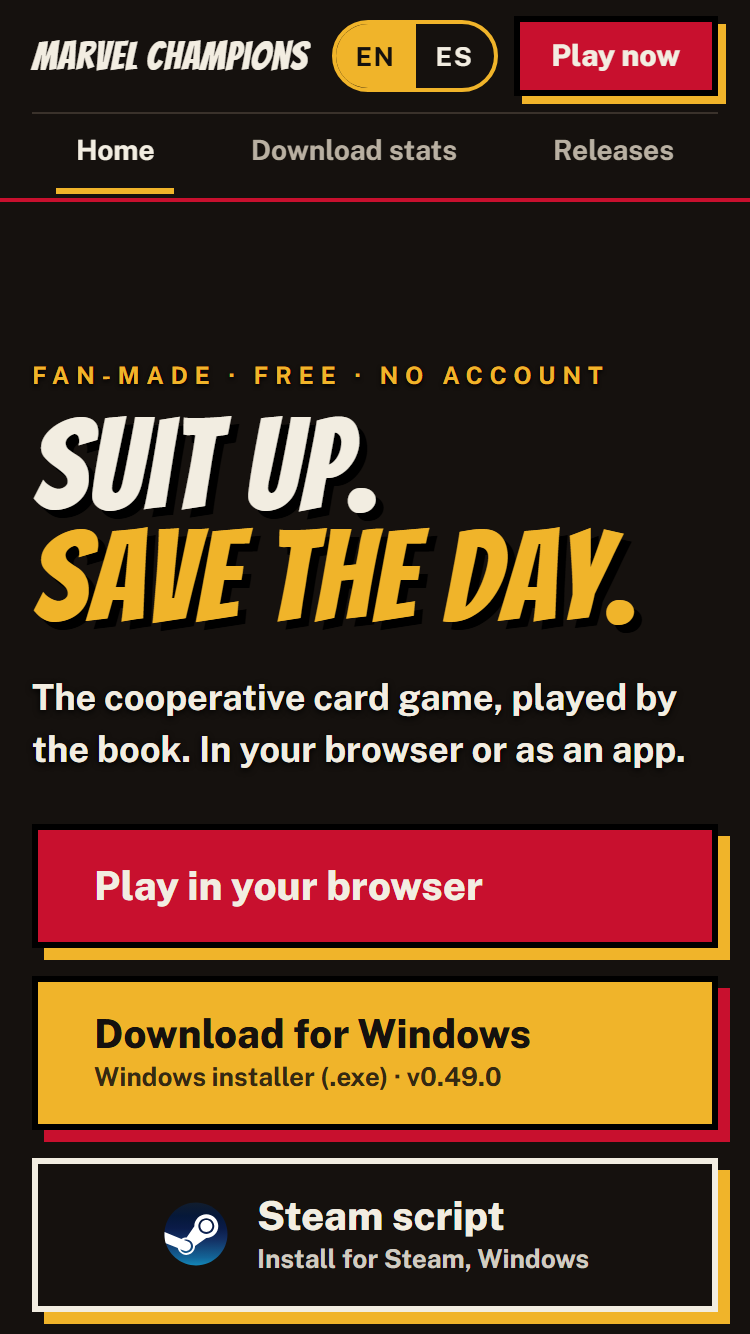 MARVEL CHAMPIONS
EN ES
Play now
Home Download stats Releases
FAN-MADE · FREE · NO ACCOUNT
SUIT UP.
SAVE THE DAY.
The cooperative card game, played by
the book. In your browser or as an app.
Play in your browser
Download for Windows
Windows installer (.exe) · v0.49.0
Steam script
Install for Steam, Windows